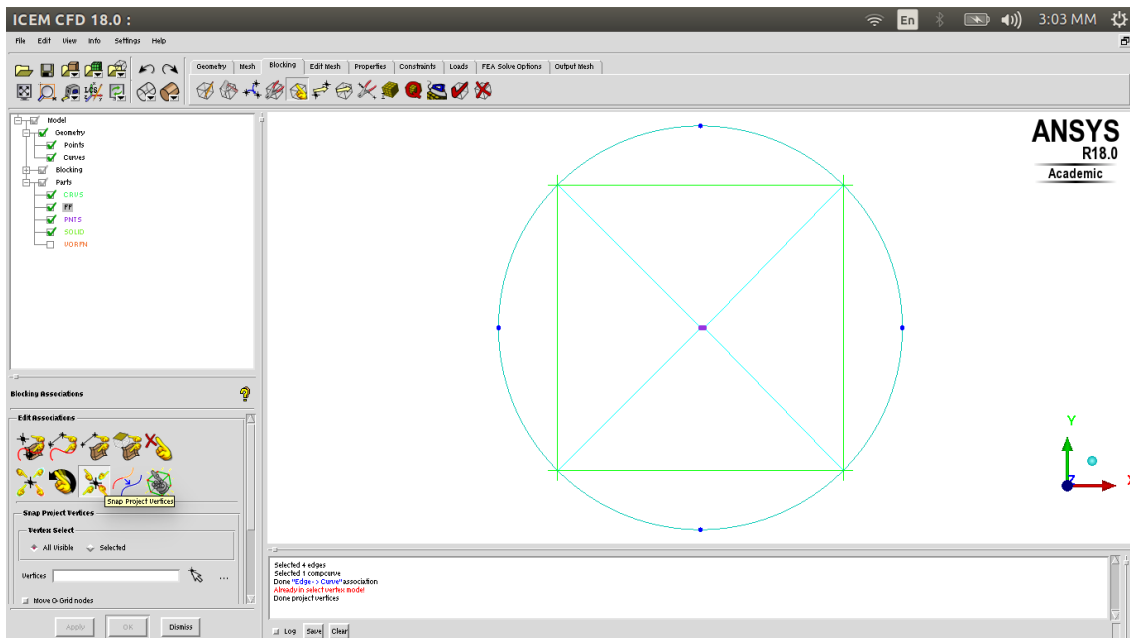 ICEM CFD 18.0 :
En
3:03 MM
File Edit View Info Settings Help
Geometry Mesh Blocking Edit Mesh Properties Constraints Loads FEA Solve Options Output Mesh
LCS
Model
Geometry
Points
Curves
Blocking
Parts
CRVS
FF
PNTS
SOLID
VORFN
ANSYS
R18.0
Academic
Y
Z
X
Blocking Associations
Edit Associations
Snap Project Vertices
Snap Project Vertices
Vertex Select
All Visible Selected
Vertices ...
Move O-Grid nodes
Apply OK Dismiss
Selected 4 edges
Selected 1 compcurve
Done "Edge -> Curve" association
Already in select vertex mode!
Done project vertices
Log Save Clear